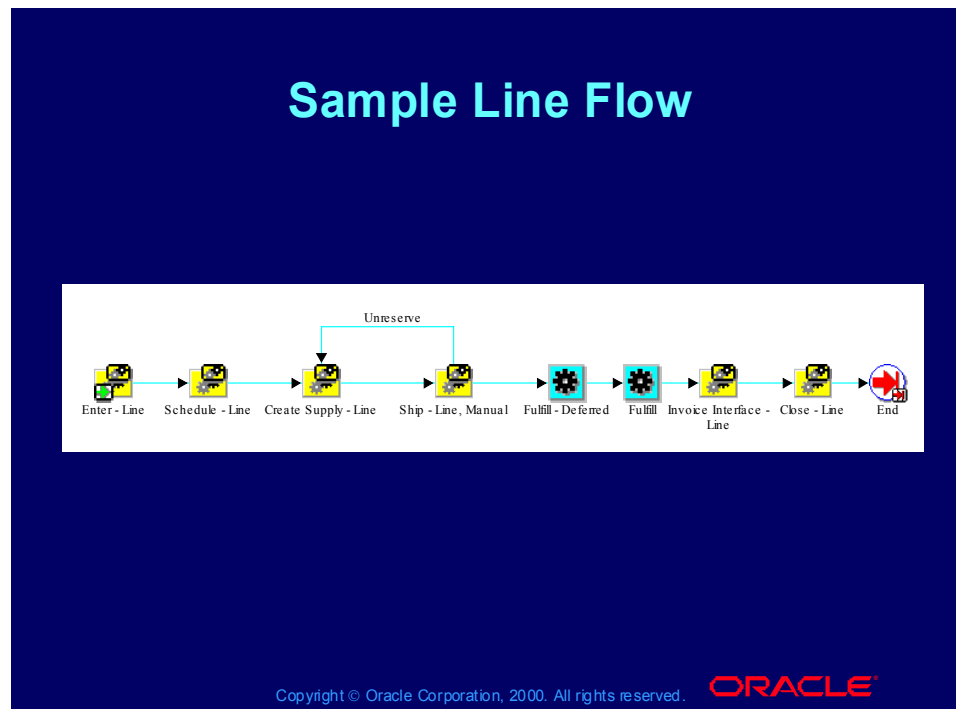 Sample Line Flow
Unreserve
Enter - Line
Schedule - Line
Create Supply - Line
Ship - Line, Manual
Fulfill - Deferred
Fulfill
Invoice Interface -
Line
Close - Line
End
Copyright © Oracle Corporation, 2000. All rights reserved.
ORACLE